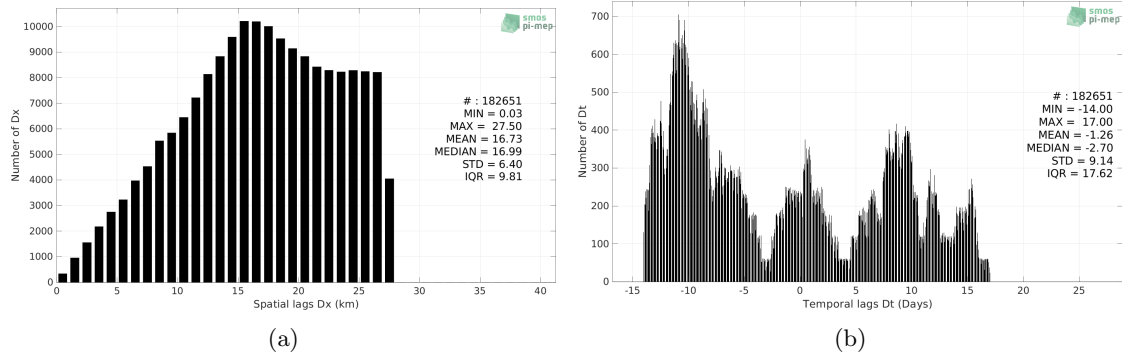 10000
9000
8000
7000
6000
5000
4000
3000
2000
1000
0
Number of Dx
0 5 10 15 20 25 30 35 40
Spatial lags Dx (km)
smos
pi-mep
# : 182651
MIN = 0.03
MAX = 27.50
MEAN = 16.73
MEDIAN = 16.99
STD = 6.40
IQR = 9.81
(a)
700
600
500
400
300
200
100
0
Number of Dt
-15 -10 -5 0 5 10 15 20 25
Temporal lags Dt (Days)
smos
pi-mep
# : 182651
MIN = -14.00
MAX = 17.00
MEAN = -1.26
MEDIAN = -2.70
STD = 9.14
IQR = 17.62
(b)